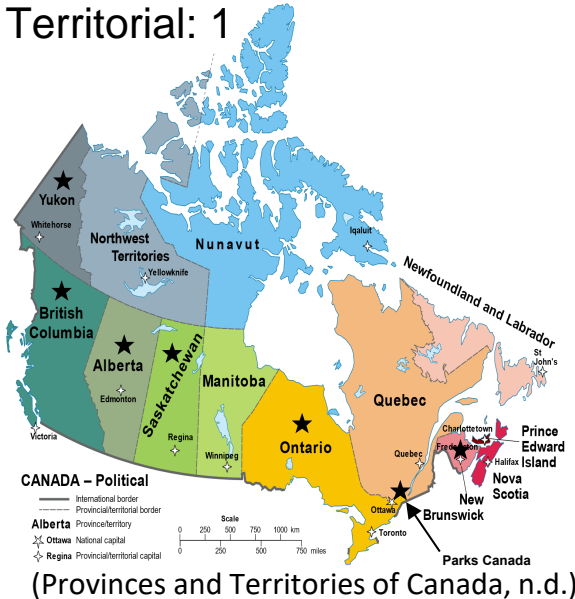 Territorial: 1
Yukon
Whitehorse
Northwest
Territories
Yellowknife
Nunavut
Iqaluit
Newfoundland and Labrador
St
John's
British
Columbia
Alberta
Edmonton
Saskatchewan
Regina
Manitoba
Winnipeg
Victoria
Ontario
Quebec
Quebec
Ottawa
Toronto
Charlottetown
Fredericton
Prince
Edward
Island
Halifax
Nova
Scotia
New
Brunswick
Parks Canada
CANADA – Political
International border
Provincial/territorial border
Alberta Province/territory
Ottawa National capital
Regina Provincial/territorial capital
Scale
0 250 500 750 1000 km
0 250 500 750 miles
(Provinces and Territories of Canada, n.d.)